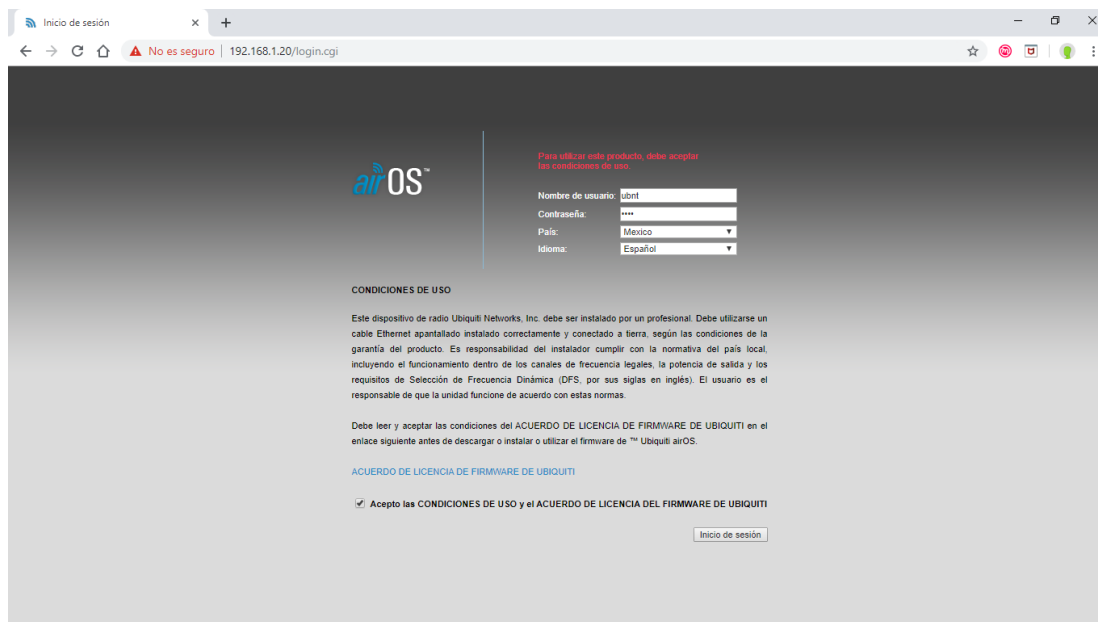 Inicio de sesión
No es seguro | 192.168.1.20/login.cgi
airOS™
Para utilizar este producto, debe aceptar
las condiciones de uso.
Nombre de usuario: ubnt
Contraseña: ••••
País: Mexico
Idioma: Español
CONDICIONES DE USO
Este dispositivo de radio Ubiquiti Networks, Inc. debe ser instalado por un profesional. Debe utilizarse un
cable Ethernet apantallado instalado correctamente y conectado a tierra, según las condiciones de la
garantía del producto. Es responsabilidad del instalador cumplir con la normativa del país local,
incluyendo el funcionamiento dentro de los canales de frecuencia legales, la potencia de salida y los
requisitos de Selección de Frecuencia Dinámica (DFS, por sus siglas en inglés). El usuario es el
responsable de que la unidad funcione de acuerdo con estas normas.
Debe leer y aceptar las condiciones del ACUERDO DE LICENCIA DE FIRMWARE DE UBIQUITI en el
enlace siguiente antes de descargar o instalar o utilizar el firmware de ™ Ubiquiti airOS.
ACUERDO DE LICENCIA DE FIRMWARE DE UBIQUITI
Acepto las CONDICIONES DE USO y el ACUERDO DE LICENCIA DEL FIRMWARE DE UBIQUITI
Inicio de sesión